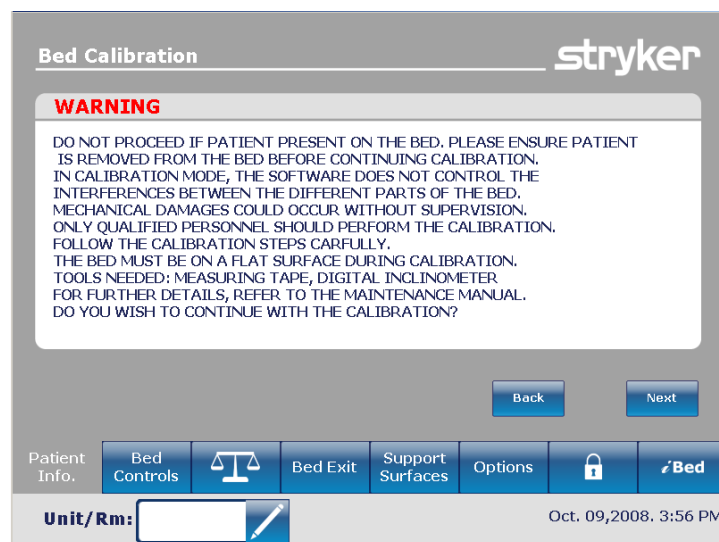 Bed Calibration
stryker
WARNING
DO NOT PROCEED IF PATIENT PRESENT ON THE BED. PLEASE ENSURE PATIENT
IS REMOVED FROM THE BED BEFORE CONTINUING CALIBRATION.
IN CALIBRATION MODE, THE SOFTWARE DOES NOT CONTROL THE
INTERFERENCES BETWEEN THE DIFFERENT PARTS OF THE BED.
MECHANICAL DAMAGES COULD OCCUR WITHOUT SUPERVISION.
ONLY QUALIFIED PERSONNEL SHOULD PERFORM THE CALIBRATION.
FOLLOW THE CALIBRATION STEPS CARFULLY.
THE BED MUST BE ON A FLAT SURFACE DURING CALIBRATION.
TOOLS NEEDED: MEASURING TAPE, DIGITAL INCLINOMETER
FOR FURTHER DETAILS, REFER TO THE MAINTENANCE MANUAL.
DO YOU WISH TO CONTINUE WITH THE CALIBRATION?
Back
Next
Patient
Info.
Bed
Controls
Bed Exit
Support
Surfaces
Options
iBed
Unit/Rm:
Oct. 09,2008. 3:56 PM